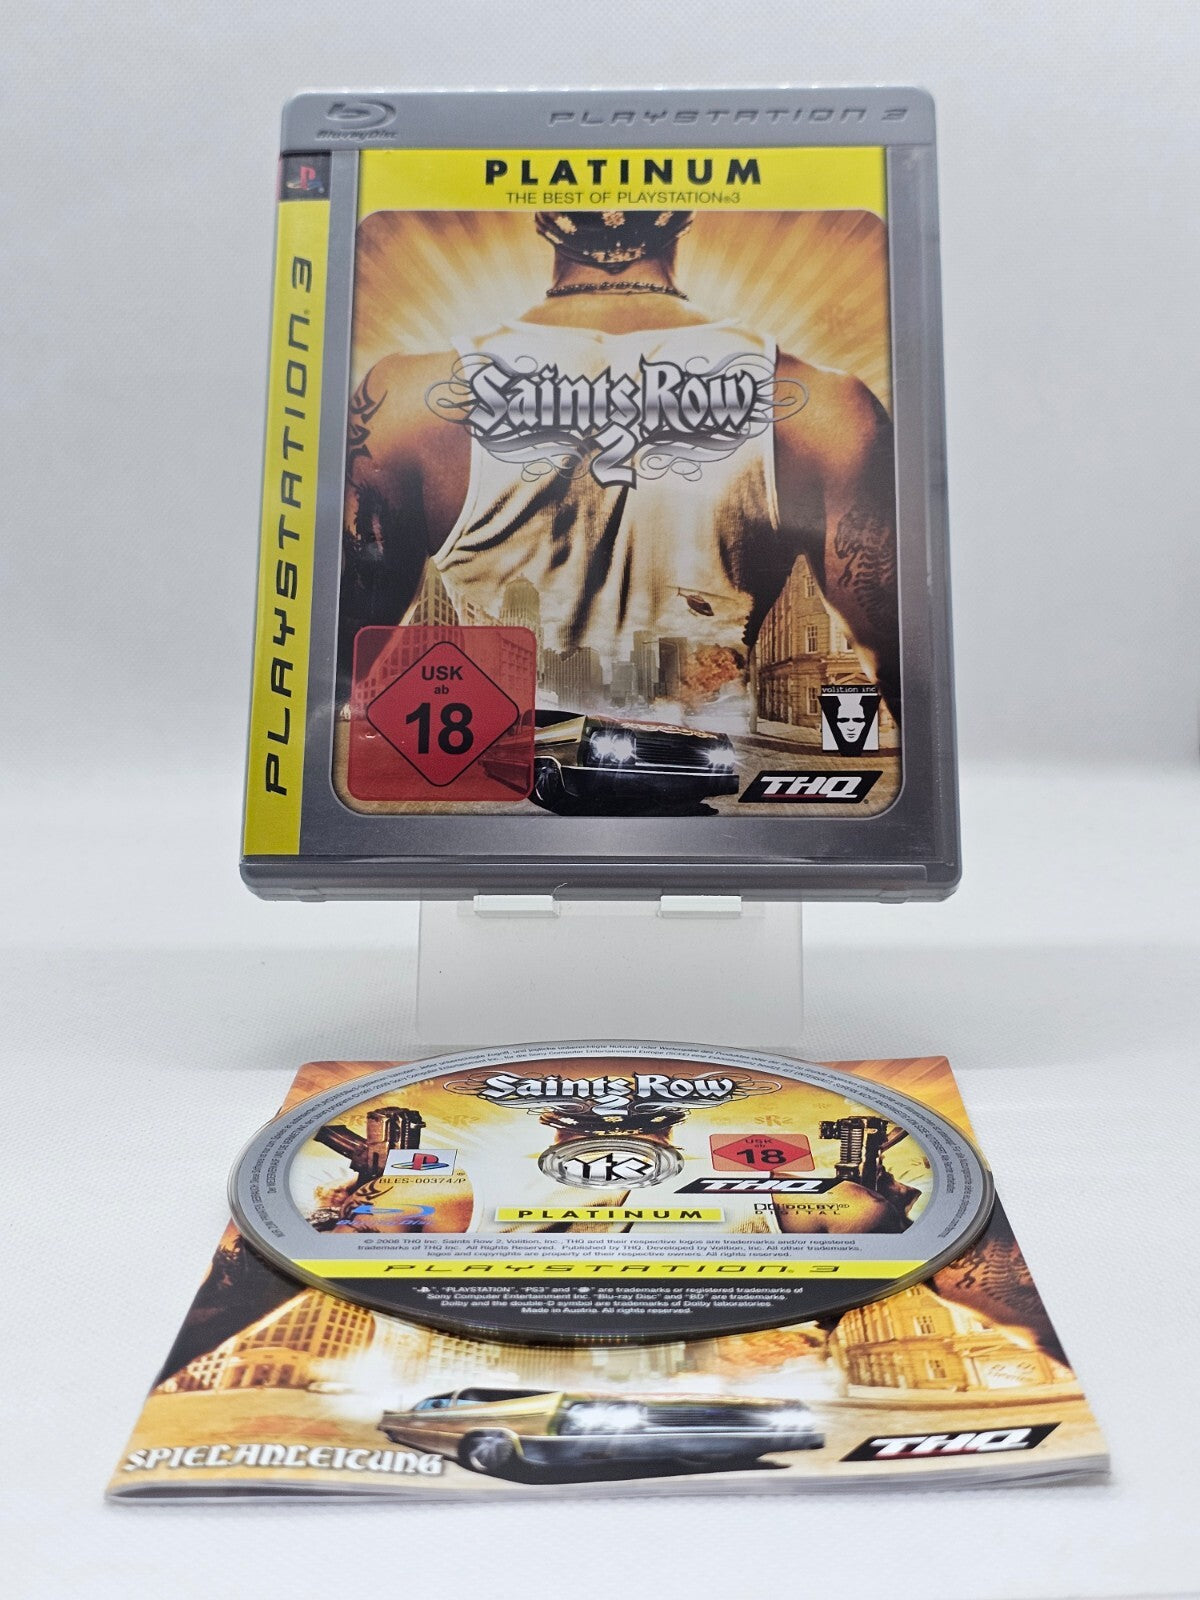 Blu-ray Disc
PLAYSTATION 3
PLATINUM
THE BEST OF PLAYSTATION®3
PLAYSTATION 3
Saints Row
2
USK
ab
18
volition inc
THQ
Saints Row
2
USK
ab
18
BLES-00374/P
THQ
Blu-ray Disc
PLATINUM
DOLBY
DIGITAL
© 2008 THQ Inc. Saints Row 2, Volition, Inc., THQ and their respective logos are trademarks and/or registered
trademarks of THQ Inc. All Rights Reserved. Published by THQ. Developed by Volition, Inc. All other trademarks,
logos and copyrights are property of their respective owners. All rights reserved.
PLAYSTATION® 3
"PLAYSTATION", "PS3" and are trademarks or registered trademarks of
Sony Computer Entertainment Inc. "Blu-ray Disc" and "BD" are trademarks.
Dolby and the double-D symbol are trademarks of Dolby laboratories.
Made in Austria. All rights reserved.
SPIELANLEITUNG
THQ